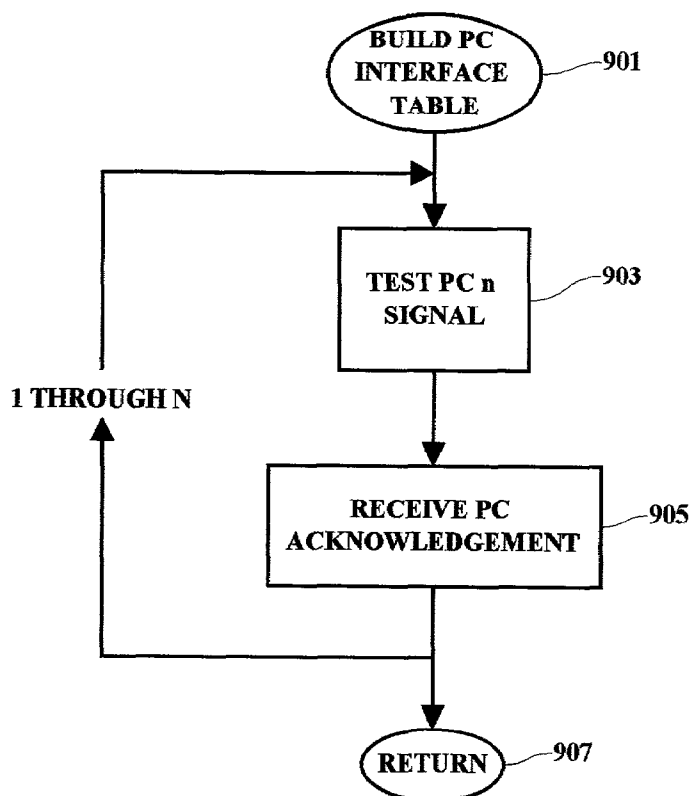 BUILD PC
INTERFACE
TABLE
901
TEST PC n
SIGNAL
903
1 THROUGH N
RECEIVE PC
ACKNOWLEDGEMENT
905
RETURN
907